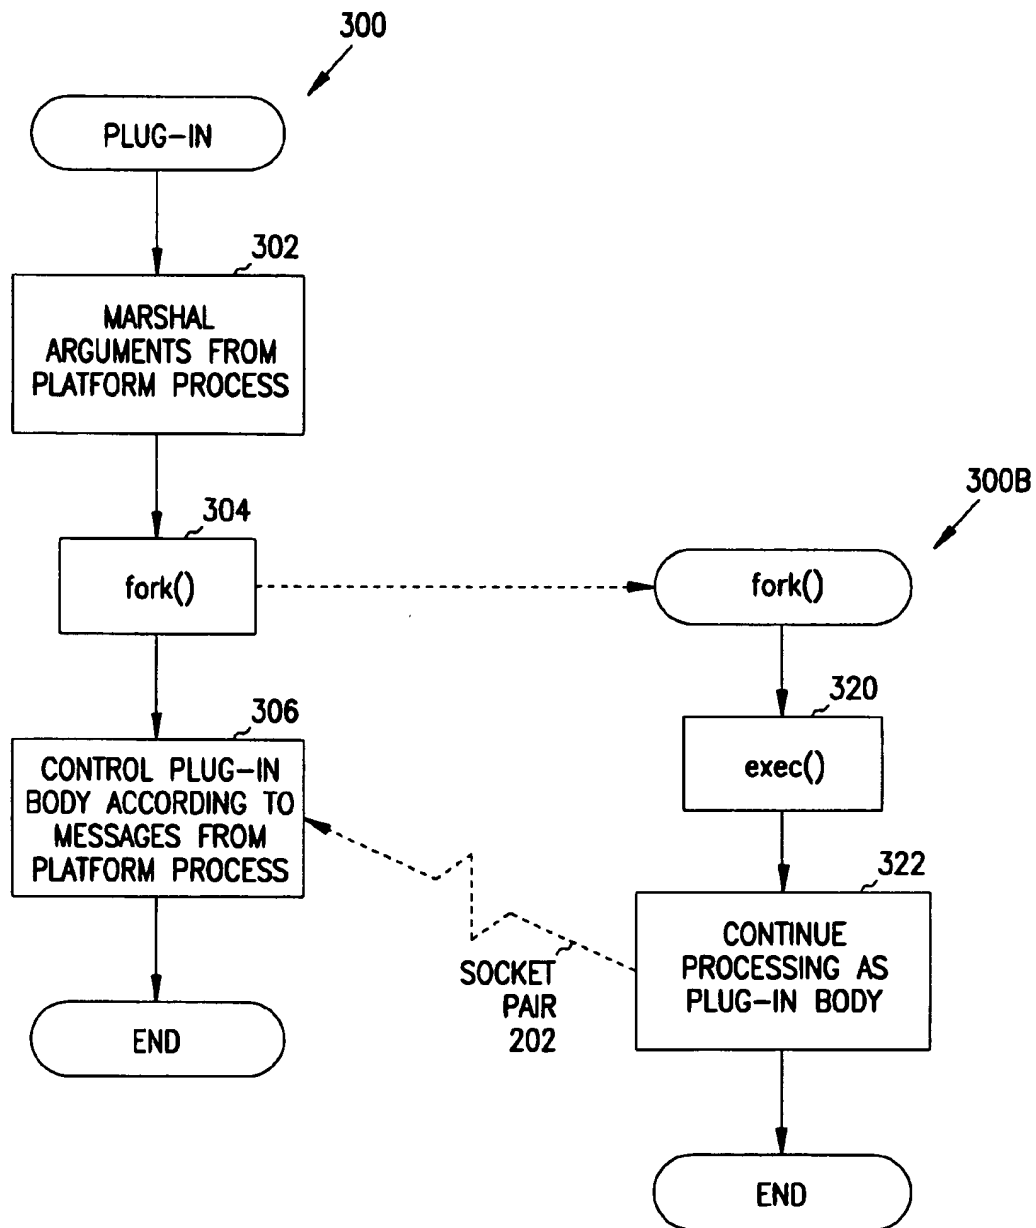 300
PLUG-IN
302
MARSHAL
ARGUMENTS FROM
PLATFORM PROCESS
304
fork()
300B
fork()
306
CONTROL PLUG-IN
BODY ACCORDING TO
MESSAGES FROM
PLATFORM PROCESS
320
exec()
322
CONTINUE
PROCESSING AS
PLUG-IN BODY
SOCKET
PAIR
202
END
END